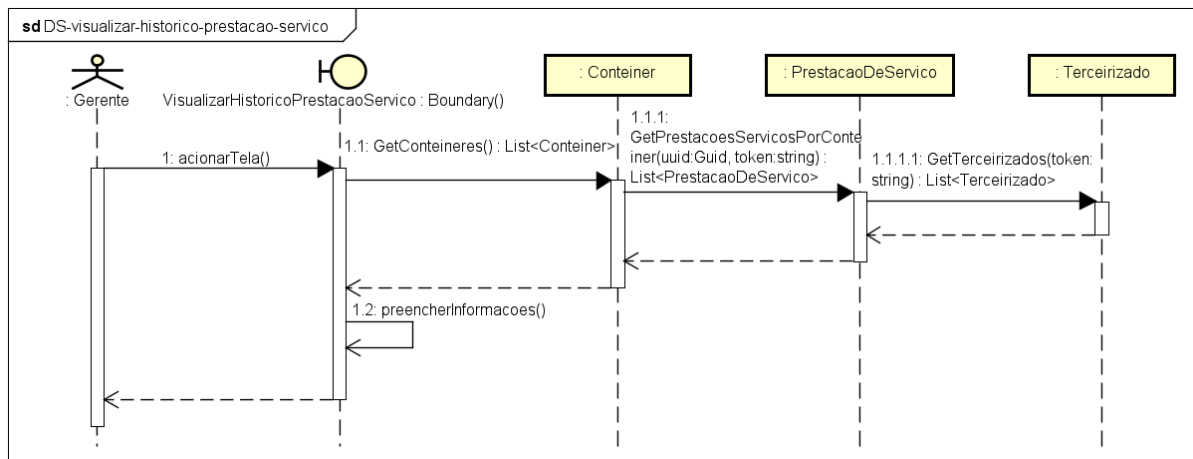 sd DS-visualizar-historico-prestacao-servico
: Gerente
VisualizarHistoricoPrestacaoServico : Boundary()
: Conteiner
: PrestacaoDeServico
: Terceirizado
1: acionarTela()
1.1: GetConteineres() : List<Conteiner>
1.1.1:
GetPrestacoesServicosPorConte
iner(uuid:Guid, token:string) :
List<PrestacaoDeServico>
1.1.1.1: GetTerceirizados(token:
string) : List<Terceirizado>
1.2: preencherInformacoes()